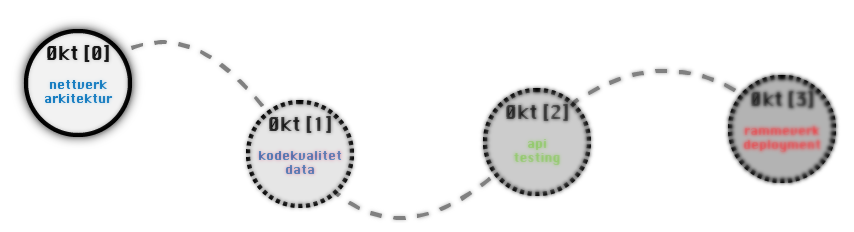 Økt [0]
nettverk
arkitektur
Økt [1]
kodekvalitet
data
Økt [2]
api
testing
Økt [3]
rammeverk
deployment